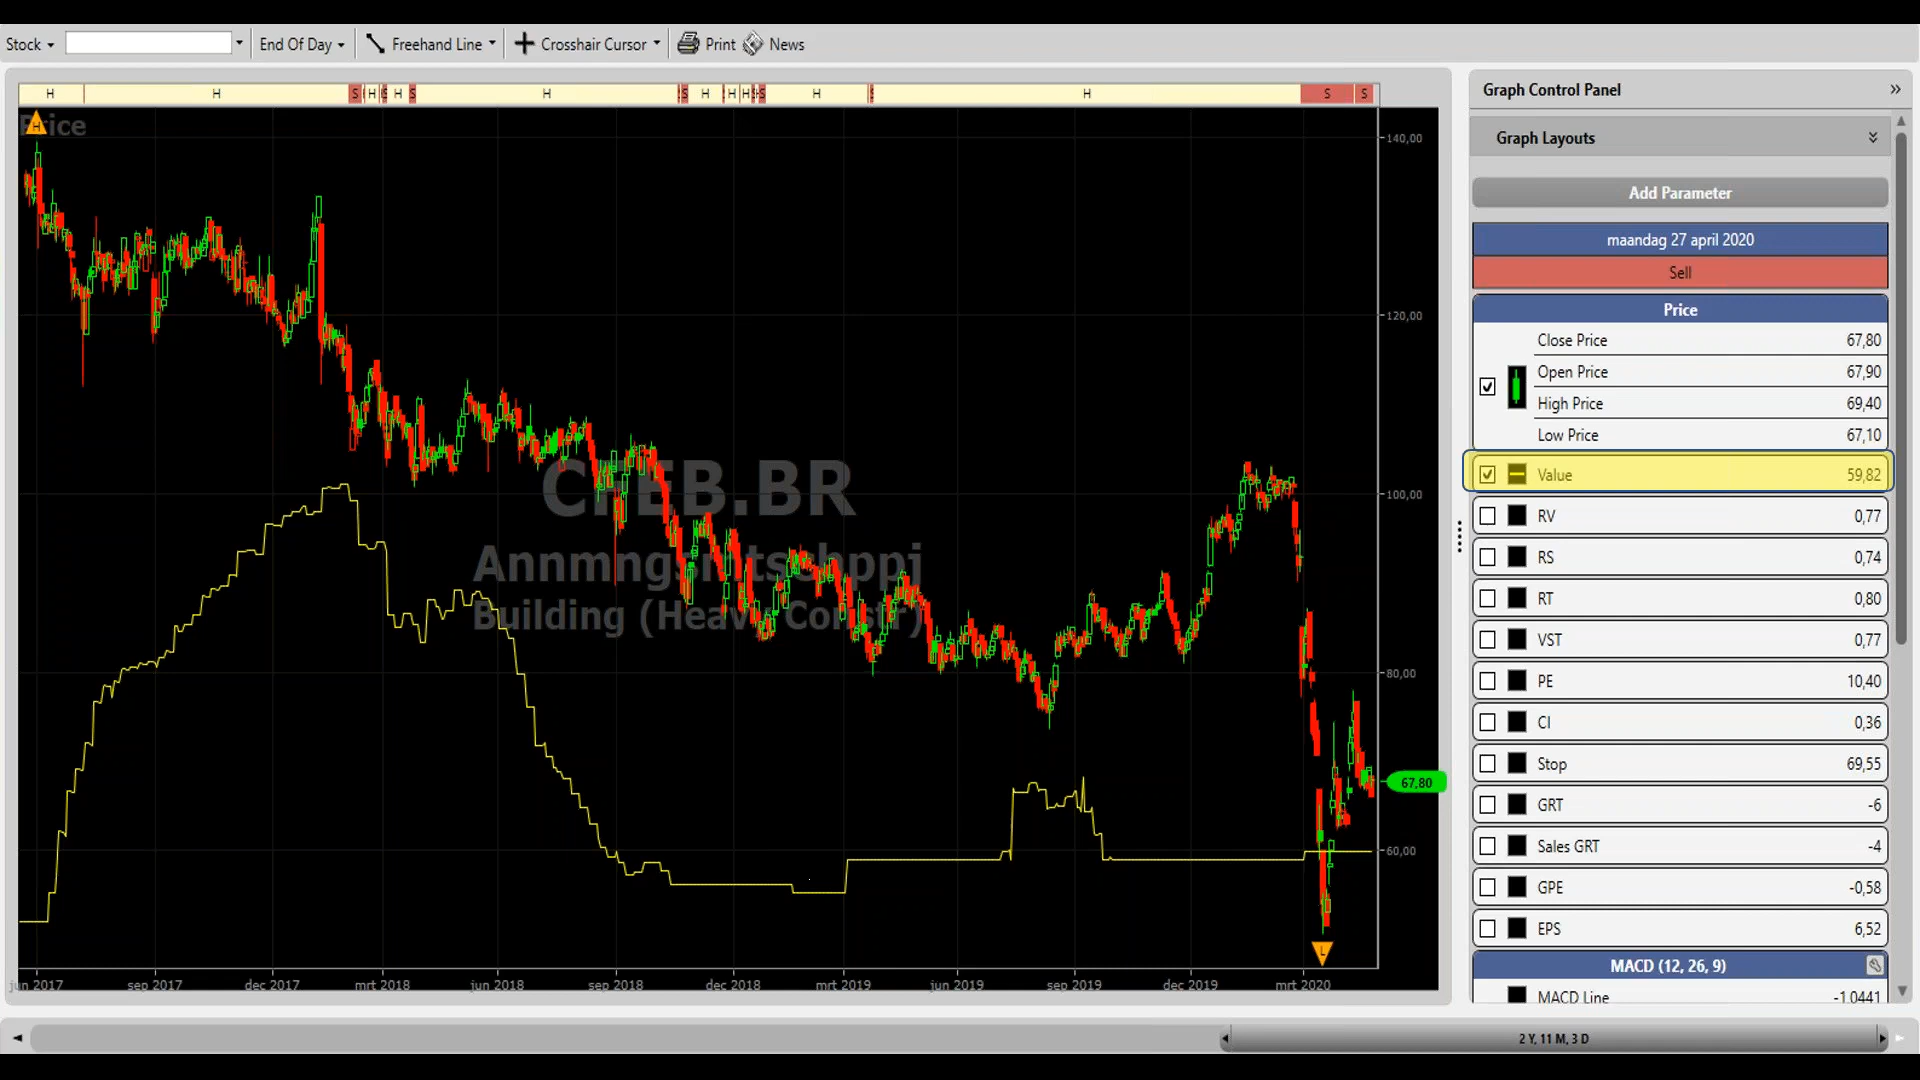 Stock End Of Day Freehand Line Crosshair Cursor Print News
H H S H S H S H S H H H S H S H S S
Graph Control Panel
Graph Layouts
Add Parameter
maandag 27 april 2020
Sell
Price
Close Price 67,80
Open Price 67,90
High Price 69,40
Low Price 67,10
Value 59,82
RV 0,77
RS 0,74
RT 0,80
VST 0,77
PE 10,40
CI 0,36
Stop 69,55
GRT -6
Sales GRT -4
GPE -0,58
EPS 6,52
MACD (12, 26, 9)
MACD Line -1,0441
Price
H
140,00
120,00
100,00
80,00
67,80
60,00
CFEB.BR
Building (Heavy Constr)
L
jun 2017 sep 2017 dec 2017 mrt 2018 jun 2018 sep 2018 dec 2018 mrt 2019 jun 2019 sep 2019 dec 2019 mrt 2020
2 Y, 11 M, 3 D